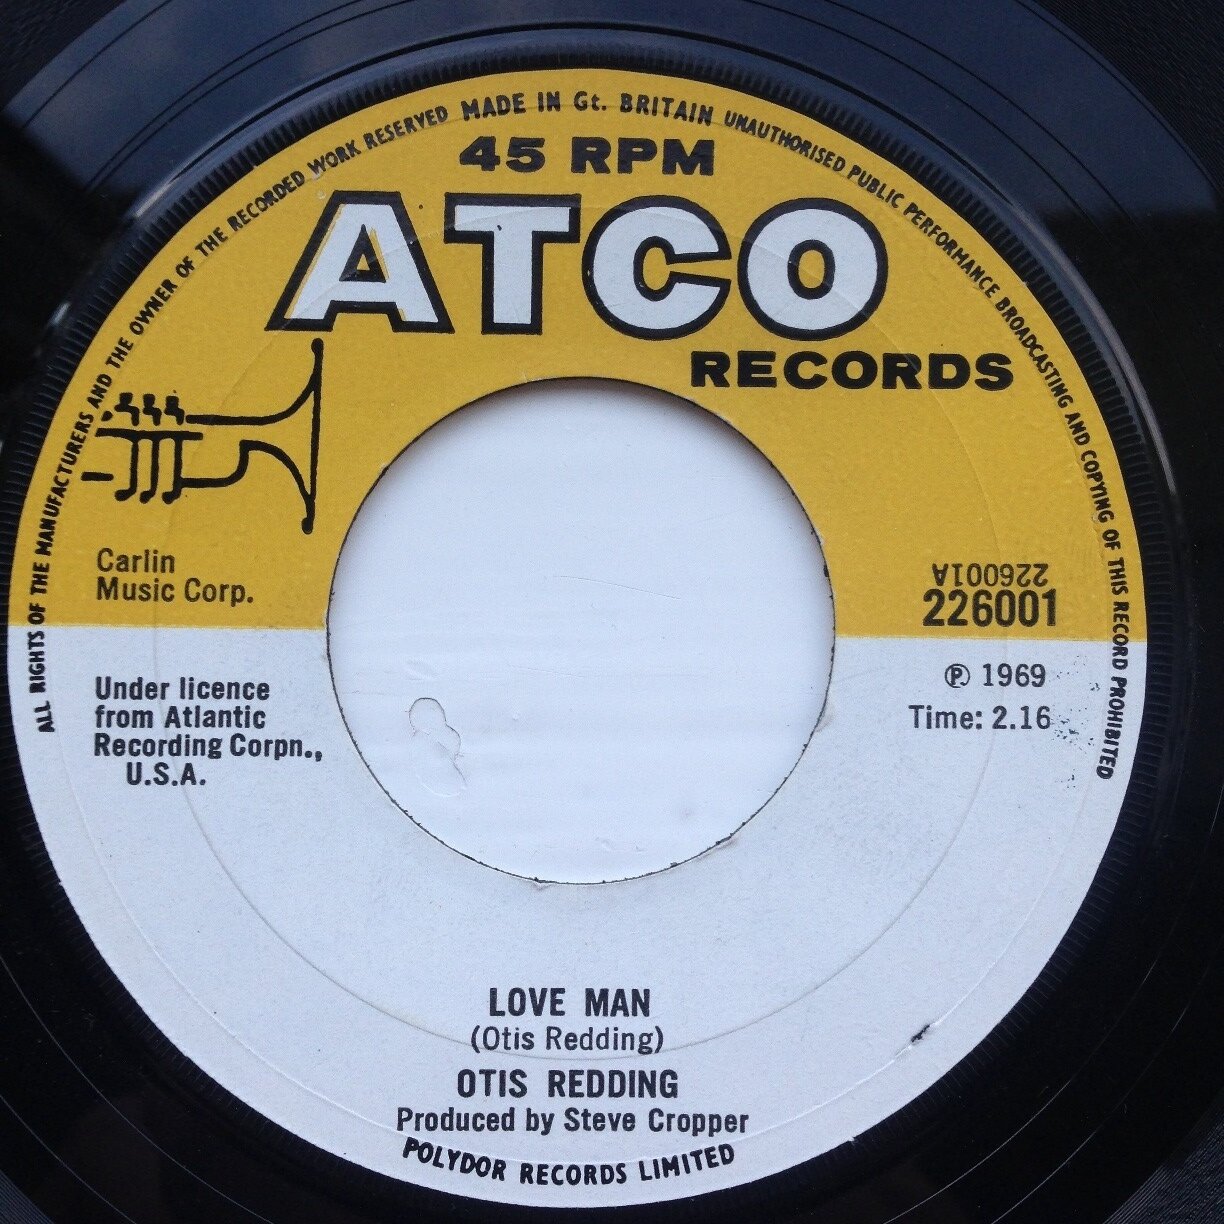 ALL RIGHTS OF THE MANUFACTURERS AND THE OWNER OF THE RECORDED WORK RESERVED MADE IN Gt. BRITAIN UNAUTHORISED PUBLIC PERFORMANCE BROADCASTING AND COPYING OF THIS RECORD PROHIBITED
45 RPM
ATCO
RECORDS
Carlin
Music Corp.
226001A
226001
Under licence
from Atlantic
Recording Corpn.,
U.S.A.
℗ 1969
Time: 2.16
LOVE MAN
(Otis Redding)
OTIS REDDING
Produced by Steve Cropper
POLYDOR RECORDS LIMITED